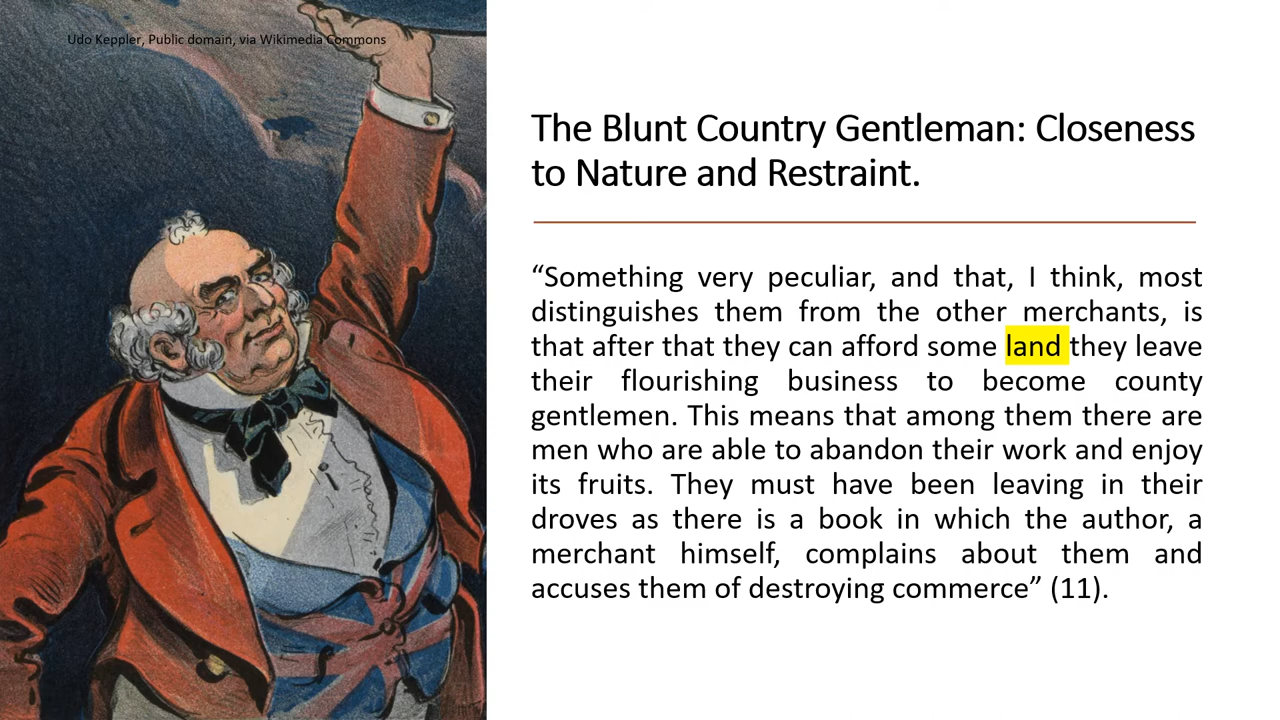 Udo Keppler, Public domain, via Wikimedia Commons
The Blunt Country Gentleman: Closeness
to Nature and Restraint.
“Something very peculiar, and that, I think, most
distinguishes them from the other merchants, is
that after that they can afford some land they leave
their flourishing business to become county
gentlemen. This means that among them there are
men who are able to abandon their work and enjoy
its fruits. They must have been leaving in their
droves as there is a book in which the author, a
merchant himself, complains about them and
accuses them of destroying commerce” (11).